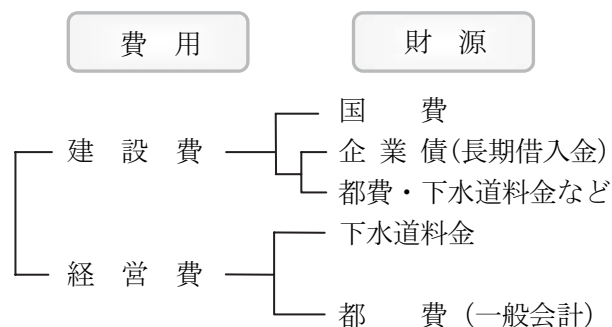 費用 財源
国費
建設費 企業債(長期借入金)
都費・下水道料金など
下水道料金
経営費
都費(一般会計)